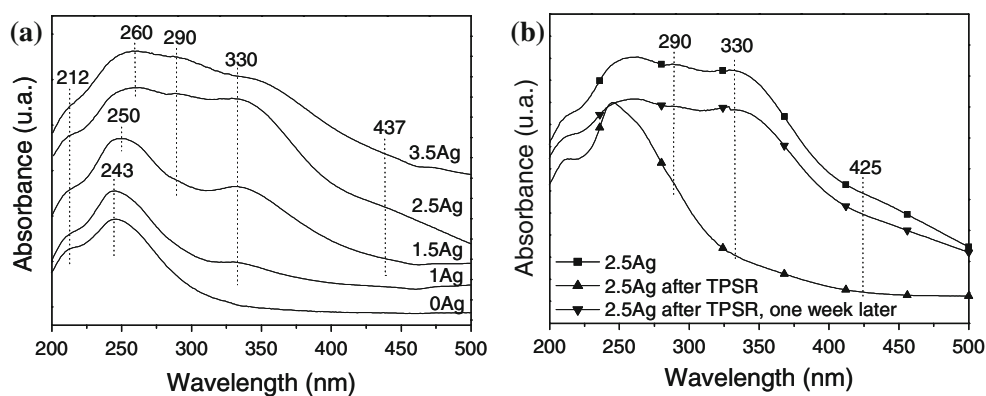 (a)
260
290
212
330
250
437
243
3.5Ag
2.5Ag
1.5Ag
1Ag
0Ag
Absorbance (u.a.)
200 250 300 350 400 450 500
Wavelength (nm)
(b)
290
330
425
2.5Ag
2.5Ag after TPSR
2.5Ag after TPSR, one week later
Absorbance (u.a.)
200 250 300 350 400 450 500
Wavelength (nm)